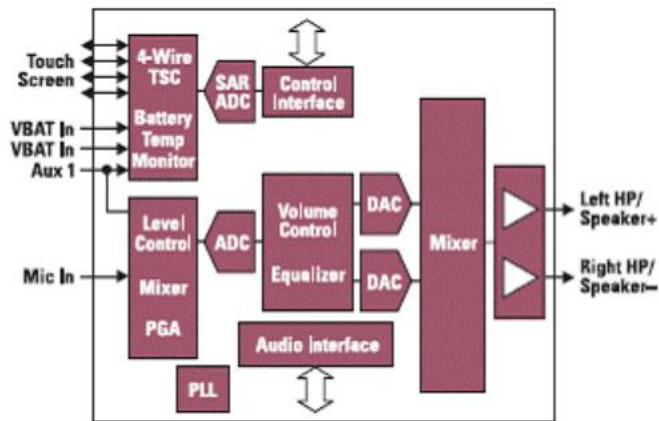 Touch
Screen
VBAT In
VBAT In
Aux 1
Mic In
4-Wire
TSC
Battery
Temp
Monitor
SAR
ADC
Control
Interface
Level
Control
Mixer
PGA
ADC
Volume
Control
Equalizer
DAC
DAC
Mixer
Left HP/
Speaker+
Right HP/
Speaker–
Audio Interface
PLL